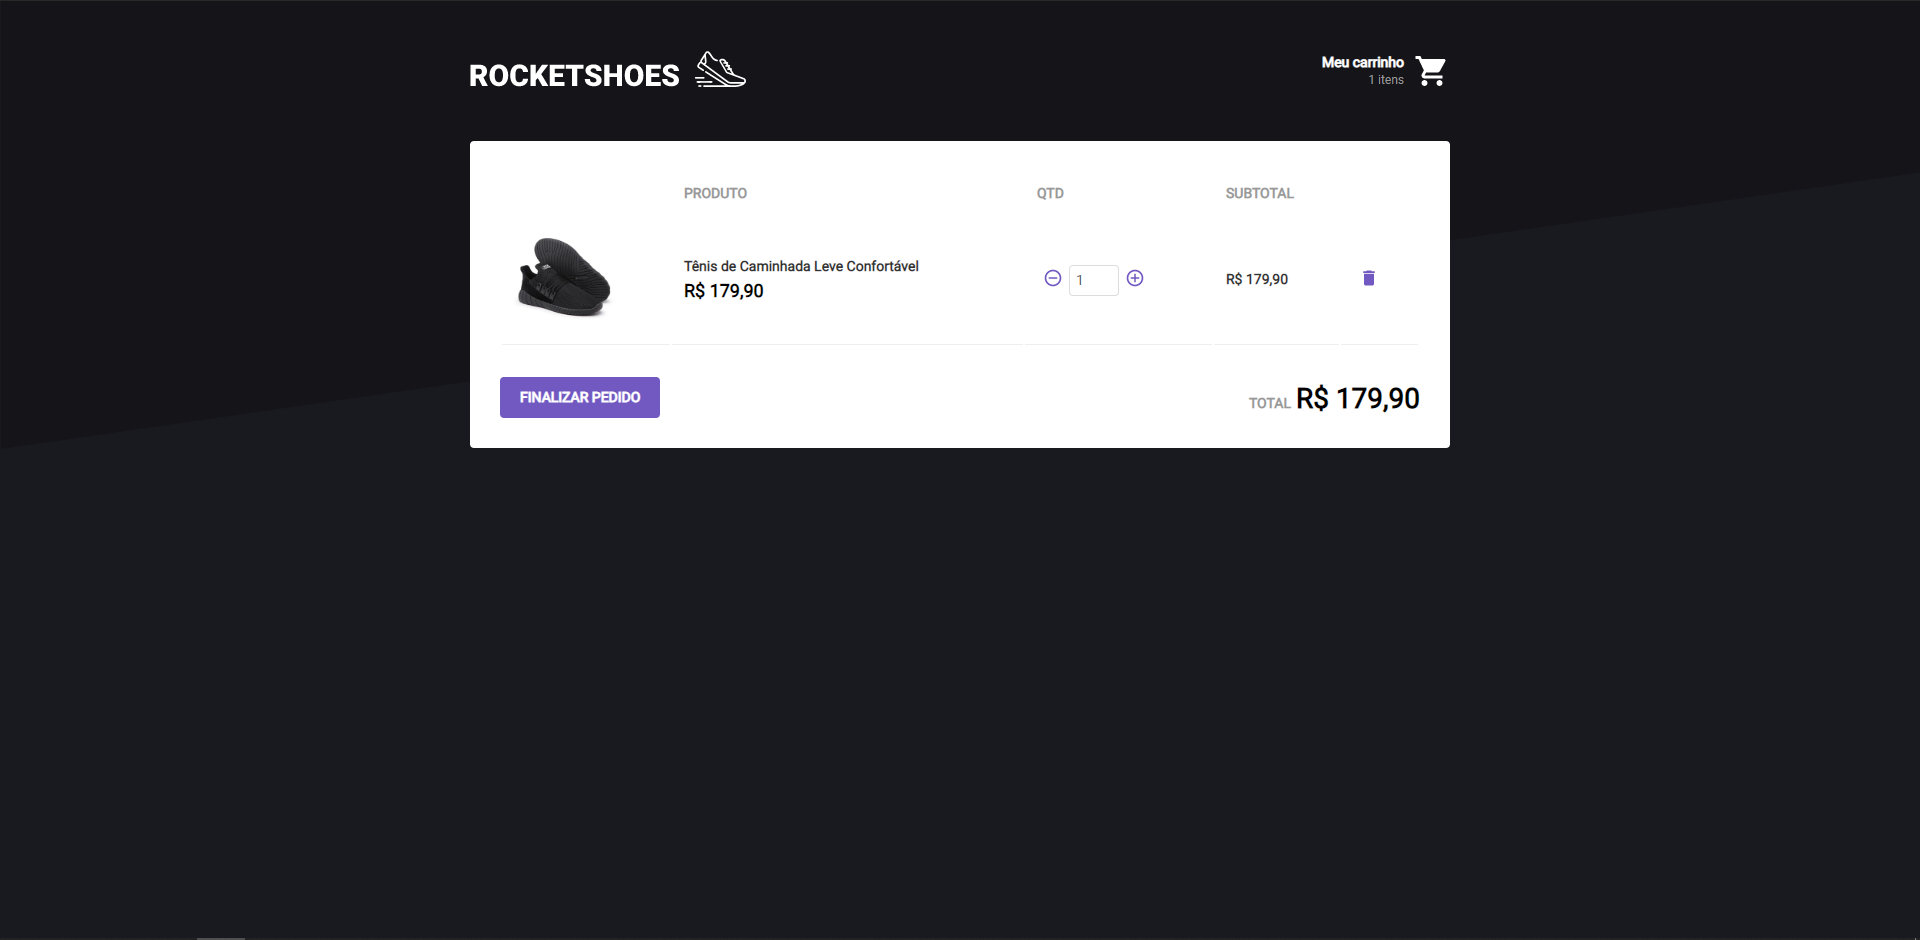 ROCKETSHOES
Meu carrinho
1 itens
PRODUTO QTD SUBTOTAL
Tênis de Caminhada Leve Confortável
R$ 179,90
1
R$ 179,90
FINALIZAR PEDIDO
TOTAL R$ 179,90